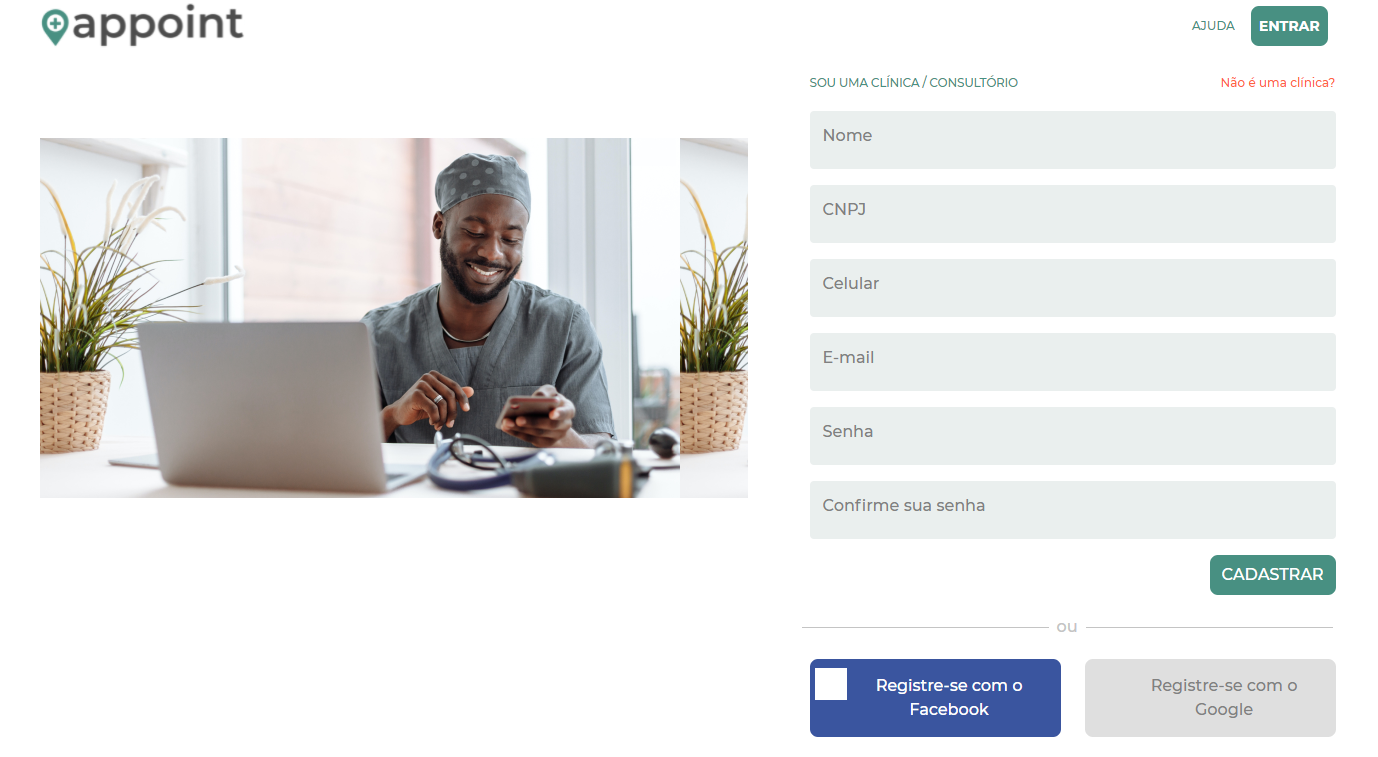 appoint
AJUDA
ENTRAR
SOU UMA CLÍNICA / CONSULTÓRIO
Não é uma clínica?
Nome
CNPJ
Celular
E-mail
Senha
Confirme sua senha
CADASTRAR
ou
Registre-se com o
Facebook
Registre-se com o
Google